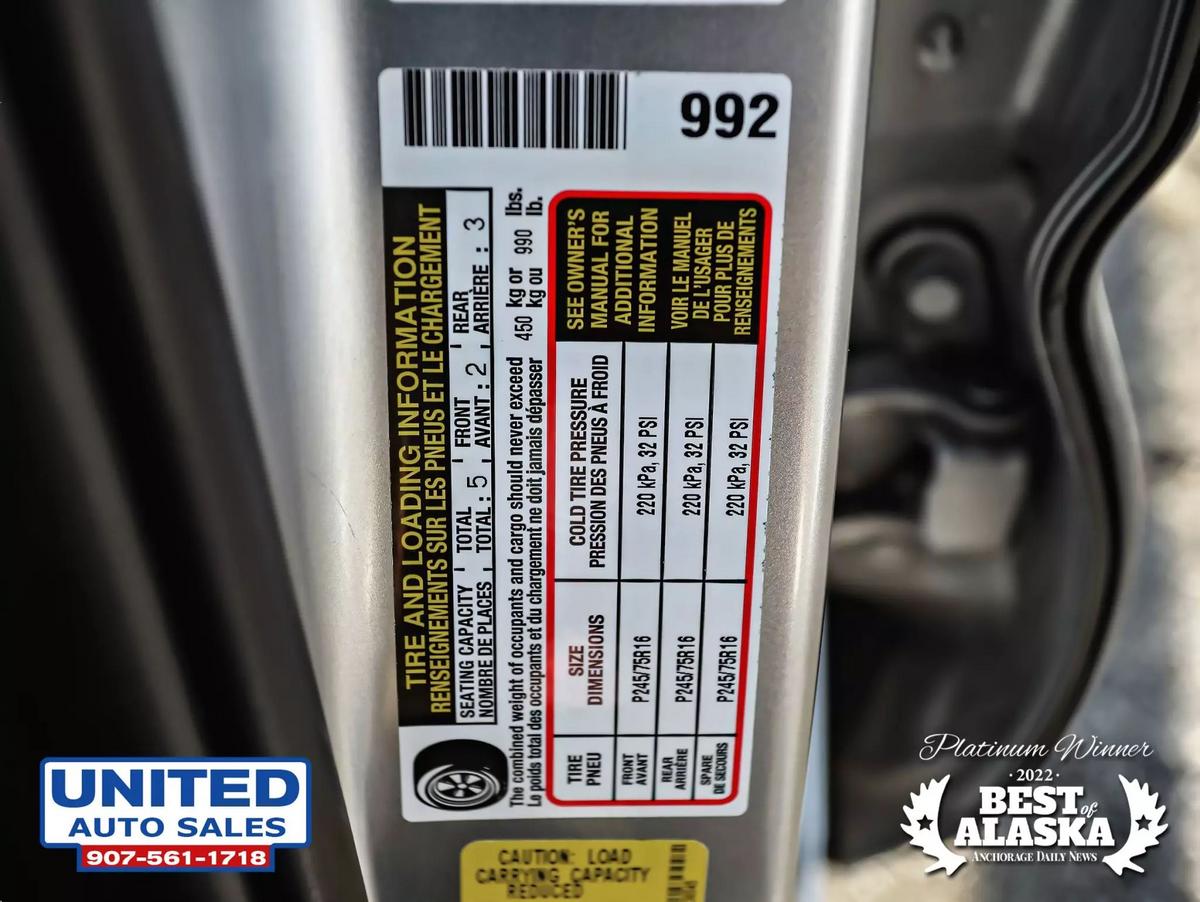 992
TIRE AND LOADING INFORMATION
RENSEIGNEMENTS SUR LES PNEUS ET LE CHARGEMENT
SEATING CAPACITY TOTAL FRONT REAR
NOMBRE DE PLACES TOTAL : 5 AVANT : 2 ARRIÈRE : 3
The combined weight of occupants and cargo should never exceed 450 kg or 990 lbs.
Le poids total des occupants et du chargement ne doit jamais dépasser kg ou lb.
TIRE SIZE COLD TIRE PRESSURE
PNEU DIMENSIONS PRESSION DES PNEUS À FROID
FRONT
AVANT
P245/75R16 220 kPa, 32 PSI
REAR
ARRIÈRE
P245/75R16 220 kPa, 32 PSI
SPARE
DE SECOURS
P245/75R16 220 kPa, 32 PSI
SEE OWNER'S
MANUAL FOR
ADDITIONAL
INFORMATION
VOIR LE MANUEL
DE L'USAGER
POUR PLUS DE
RENSEIGNEMENTS
CAUTION: LOAD
CARRYING CAPACITY
REDUCED
UNITED
AUTO SALES
907-561-1718
Platinum Winner
· 2022 ·
BEST of
ALASKA
ANCHORAGE DAILY NEWS